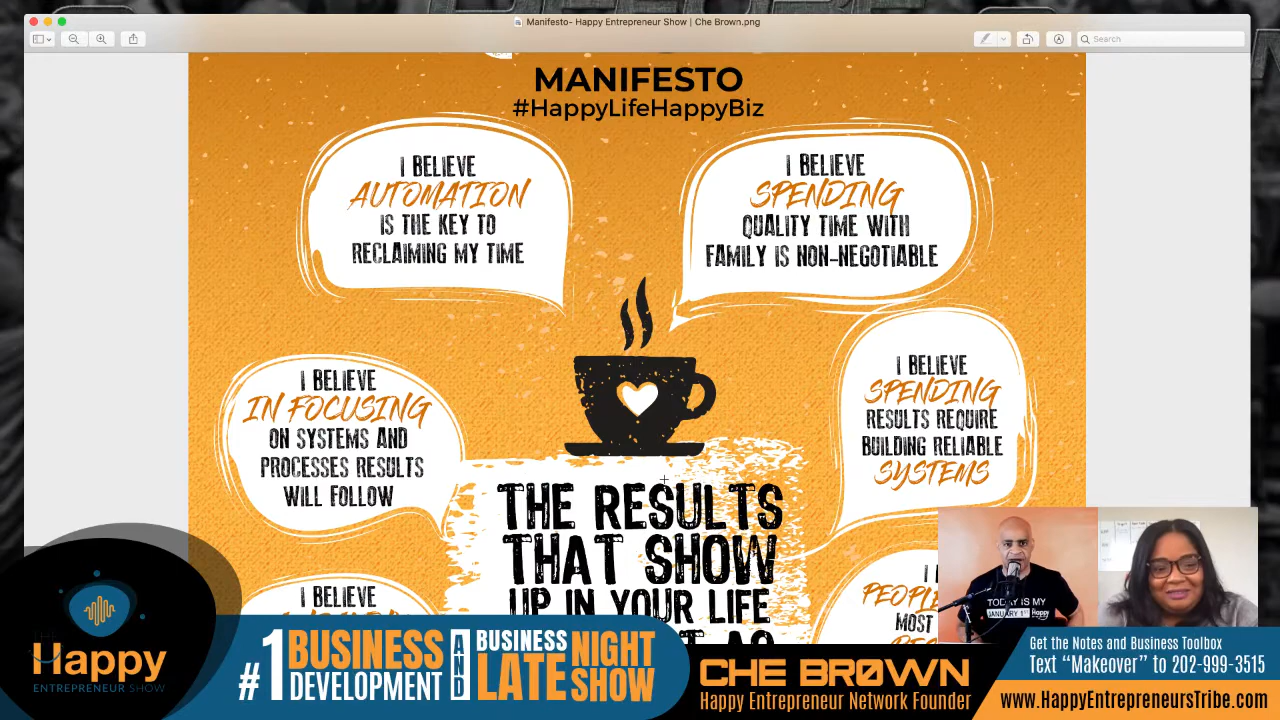 Manifesto- Happy Entrepreneur Show | Che Brown.png
Search
MANIFESTO
#HappyLifeHappyBiz
I BELIEVE
AUTOMATION
IS THE KEY TO
RECLAIMING MY TIME
I BELIEVE
SPENDING
QUALITY TIME WITH
FAMILY IS NON-NEGOTIABLE
I BELIEVE
IN FOCUSING
ON SYSTEMS AND
PROCESSES RESULTS
WILL FOLLOW
I BELIEVE
SPENDING
RESULTS REQUIRE
BUILDING RELIABLE
SYSTEMS
THE RESULTS
THAT SHOW
UP IN YOUR LIFE
I BELIEVE
I
PEOPLE
MOST
TODAY IS MY
JANUARY 1ST
Happy
THE
Happy
ENTREPRENEUR SHOW
#1 BUSINESS
DEVELOPMENT
AND
BUSINESS
LATE NIGHT
SHOW
CHE BROWN
Happy Entrepreneur Network Founder
Get the Notes and Business Toolbox
Text “Makeover” to 202-999-3515
www.HappyEntrepreneursTribe.com